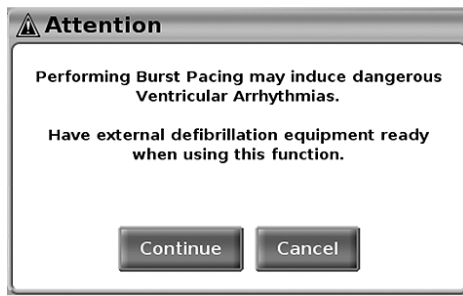 Attention
Performing Burst Pacing may induce dangerous
Ventricular Arrhythmias.
Have external defibrillation equipment ready
when using this function.
Continue Cancel